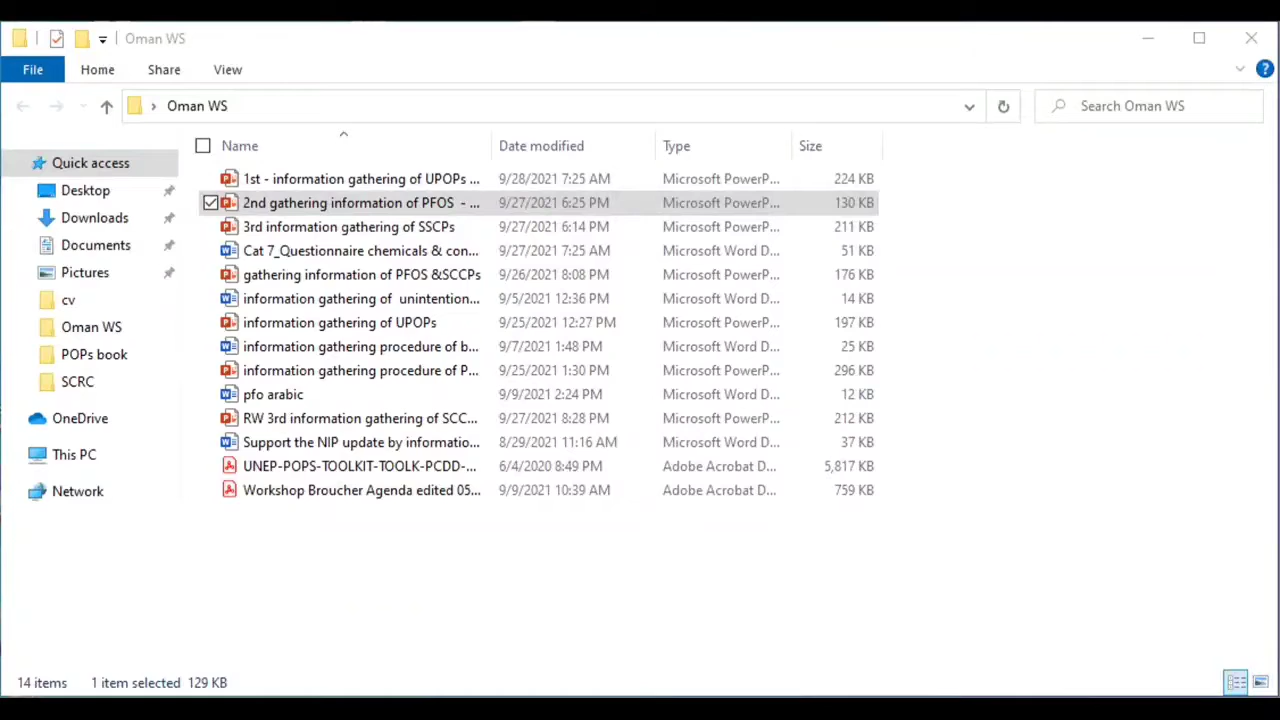 Oman WS
File Home Share View
Oman WS Search Oman WS
Name Date modified Type Size
Quick access
Desktop
Downloads
Documents
Pictures
cv
Oman WS
POPs book
SCRC
OneDrive
This PC
Network
1st - information gathering of UPOPs ... 9/28/2021 7:25 AM Microsoft PowerP... 224 KB
2nd gathering information of PFOS - ... 9/27/2021 6:25 PM Microsoft PowerP... 130 KB
3rd information gathering of SSCPs 9/27/2021 6:14 PM Microsoft PowerP... 211 KB
Cat 7_Questionnaire chemicals & con... 9/27/2021 7:25 AM Microsoft Word D... 51 KB
gathering information of PFOS &SCCPs 9/26/2021 8:08 PM Microsoft PowerP... 176 KB
information gathering of unintention... 9/5/2021 12:36 PM Microsoft Word D... 14 KB
information gathering of UPOPs 9/25/2021 12:27 PM Microsoft PowerP... 197 KB
information gathering procedure of b... 9/7/2021 1:48 PM Microsoft Word D... 25 KB
information gathering procedure of P... 9/25/2021 1:30 PM Microsoft PowerP... 296 KB
pfo arabic 9/9/2021 2:24 PM Microsoft Word D... 12 KB
RW 3rd information gathering of SCC... 9/27/2021 8:28 PM Microsoft PowerP... 212 KB
Support the NIP update by informatio... 8/29/2021 11:16 AM Microsoft Word D... 37 KB
UNEP-POPS-TOOLKIT-TOOLK-PCDD-... 6/4/2020 8:49 PM Adobe Acrobat D... 5,817 KB
Workshop Broucher Agenda edited 05... 9/9/2021 10:39 AM Adobe Acrobat D... 759 KB
14 items 1 item selected 129 KB